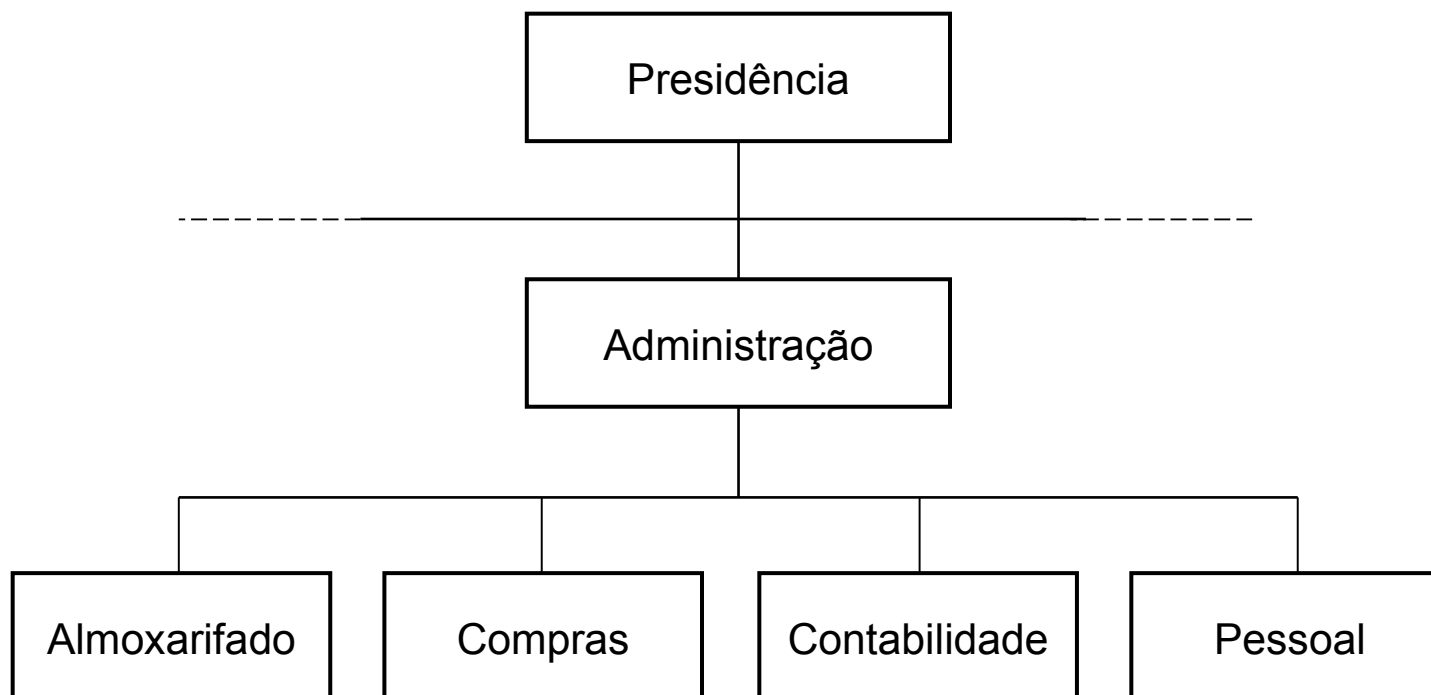 Presidência
Administração
Almoxarifado
Compras
Contabilidade
Pessoal